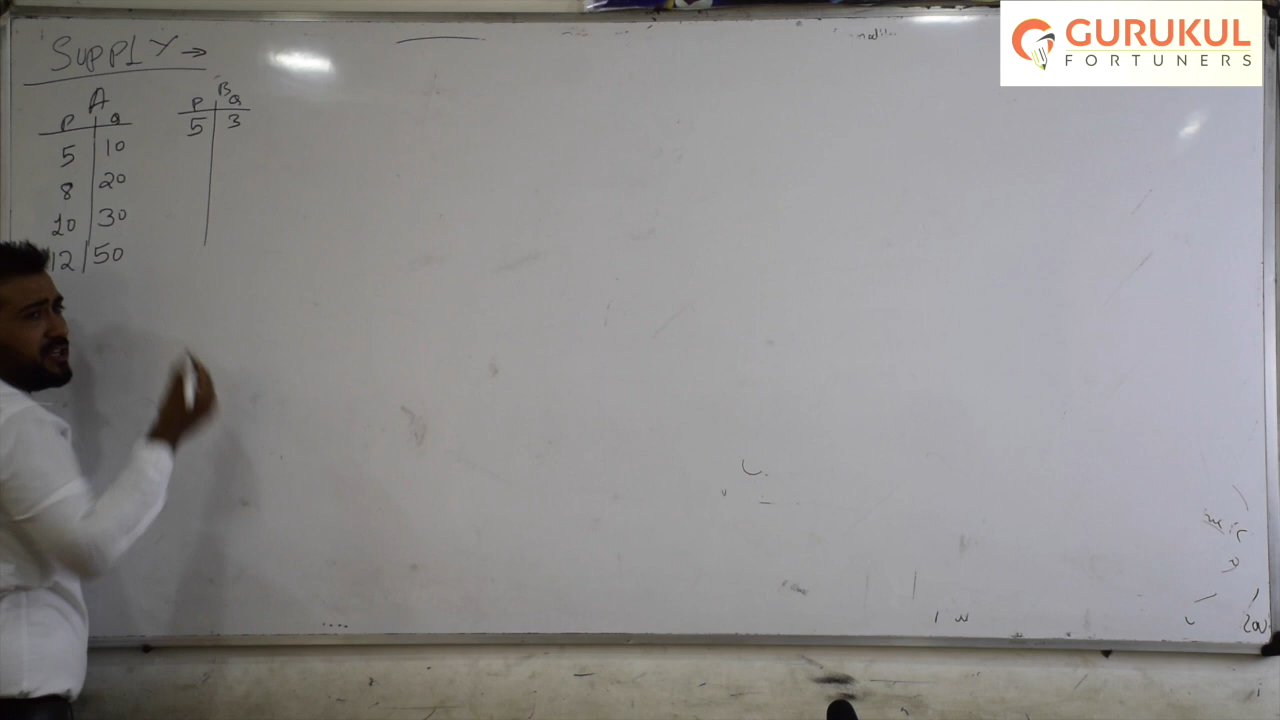 SUPPLY →
A
P Q
5 10
8 20
10 30
12 50
B
P Q
5 3
GURUKUL
FORTUNERS